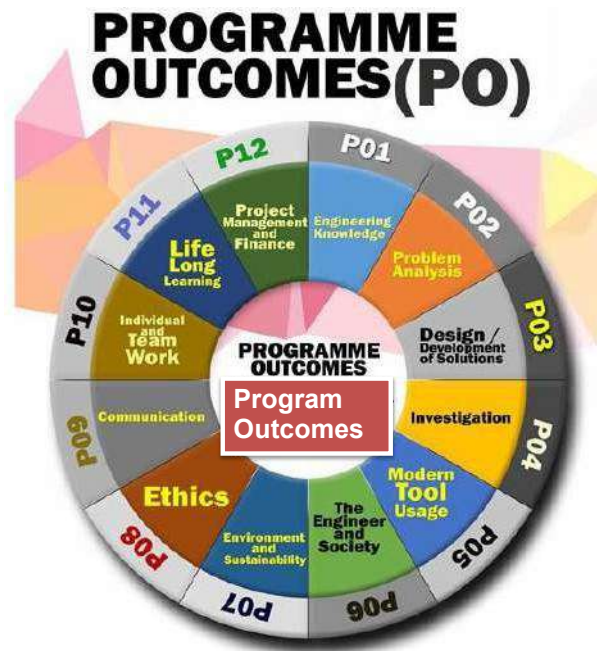 PROGRAMME
OUTCOMES(PO)
P01
Engineering
Knowledge
P02
Problem
Analysis
P03
Design /
Development
of Solutions
P04
Investigation
P05
Modern
Tool
Usage
P06
The
Engineer
and
Society
P07
Environment
and
Sustainability
P08
Ethics
P09
Communication
P10
Individual
and
Team
Work
P11
Life
Long
Learning
P12
Project
Management
and
Finance
PROGRAMME
OUTCOMES
Program
Outcomes